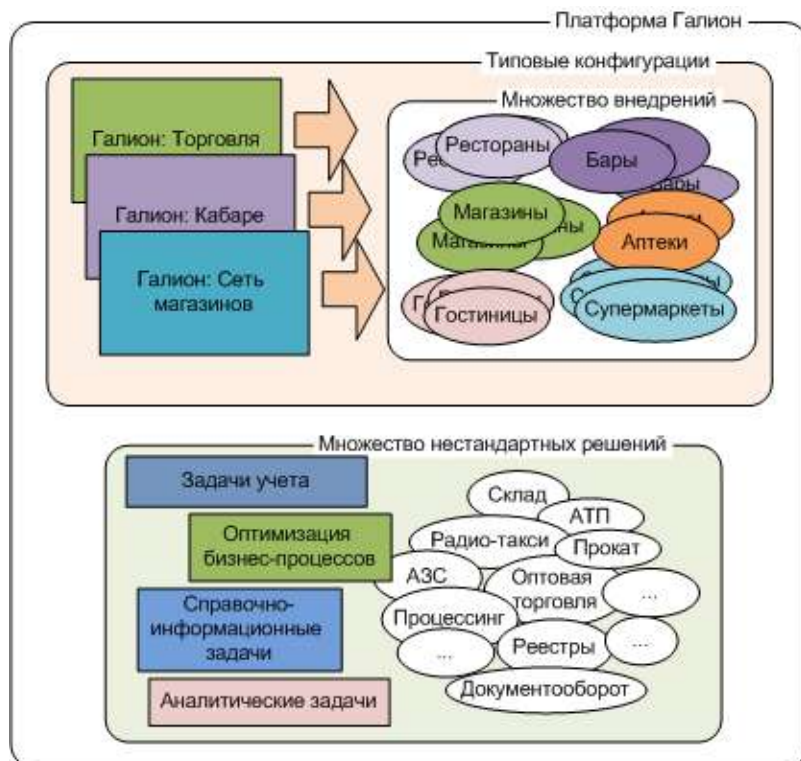 Платформа Галион
Типовые конфигурации
Множество внедрений
Галион: Торговля
Галион: Кабаре
Галион: Сеть
магазинов
Рестораны
Бары
Бары
Магазины
Магазины
Аптеки
Гостиницы
Супермаркеты
Множество нестандартных решений
Задачи учета
Оптимизация
бизнес-процессов
Справочно-
информационные
задачи
Аналитические задачи
Склад
АТП
Радио-такси
Прокат
АЗС
Оптовая
торговля
...
Процессинг
...
Реестры
...
Документооборот